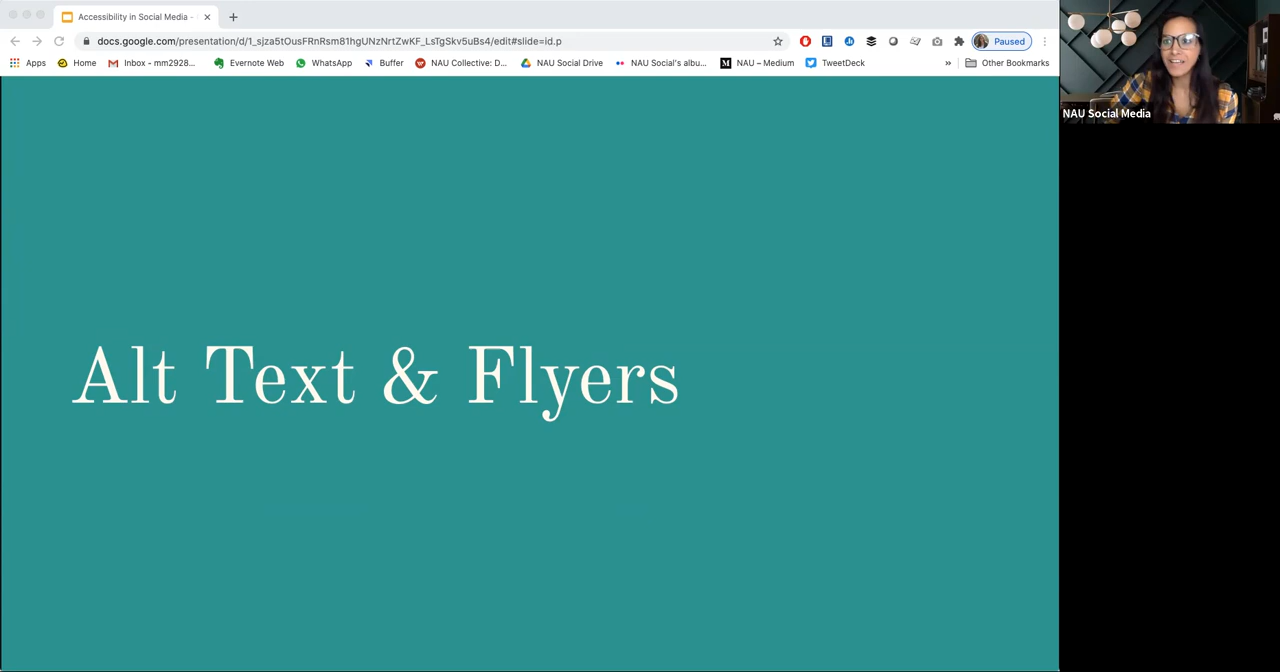 Accessibility in Social Media -
docs.google.com/presentation/d/1_sjza5tOusFRnRsm81hgUNzNrtZwKF_LsTgSkv5uBs4/edit#slide=id.p
Paused
Apps
Home
Inbox - mm2928...
Evernote Web
WhatsApp
Buffer
NAU Collective: D...
NAU Social Drive
NAU Social's albu...
NAU – Medium
TweetDeck
»
Other Bookmarks
NAU Social Media
Alt Text & Flyers